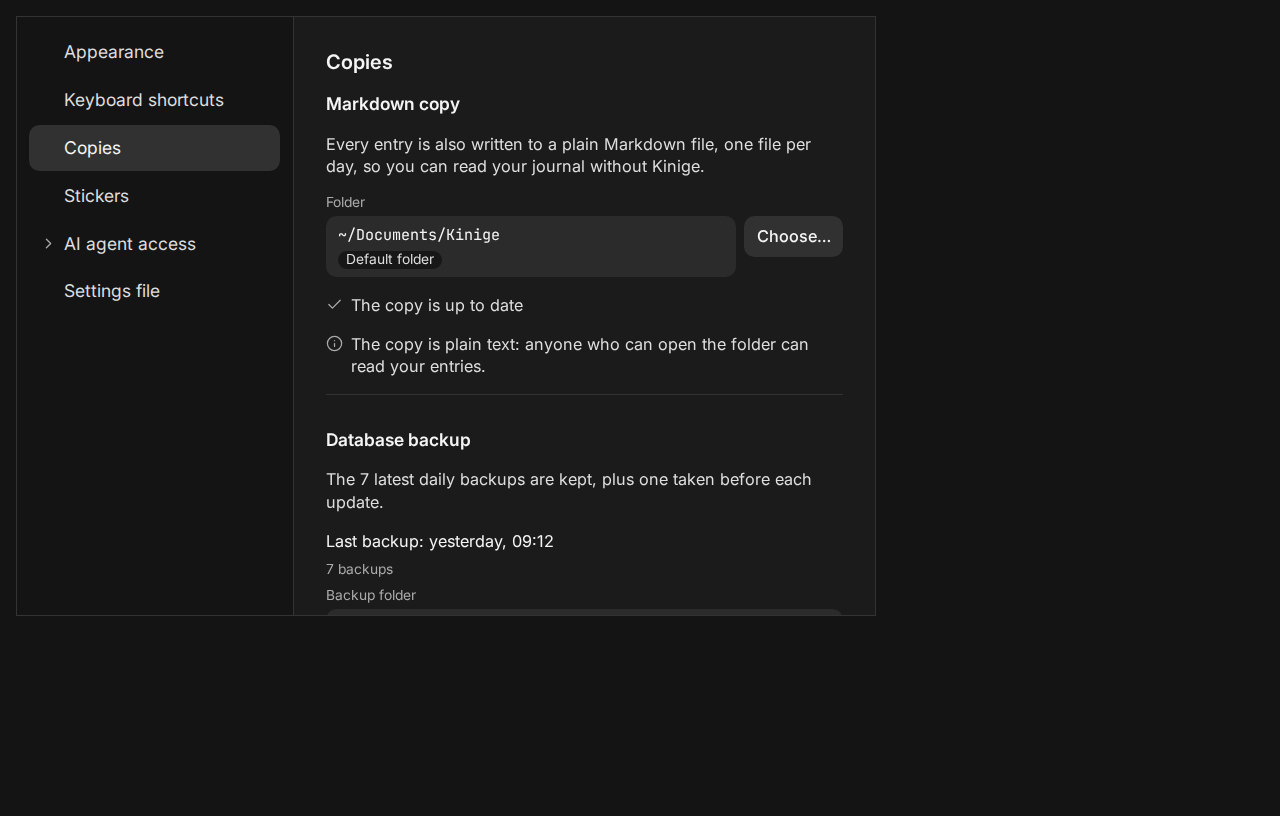 Appearance
Keyboard shortcuts
Copies
Stickers
AI agent access
Settings file
Copies
Markdown copy
Every entry is also written to a plain Markdown file, one file per
day, so you can read your journal without Kinige.
Folder
~/Documents/Kinige
Choose...
Default folder
The copy is up to date
The copy is plain text: anyone who can open the folder can
read your entries.
Database backup
The 7 latest daily backups are kept, plus one taken before each
update.
Last backup: yesterday, 09:12
7 backups
Backup folder